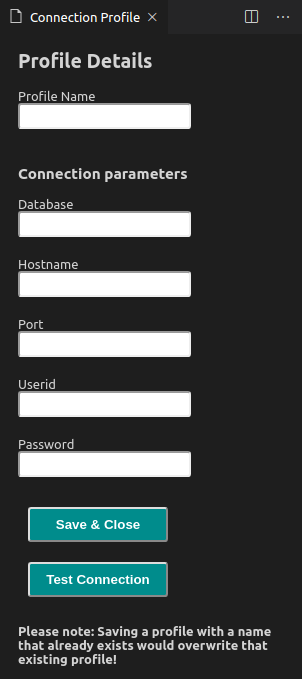 Connection Profile
Profile Details
Profile Name
Connection parameters
Database
Hostname
Port
Userid
Password
Save & Close
Test Connection
Please note: Saving a profile with a name
that already exists would overwrite that
existing profile!